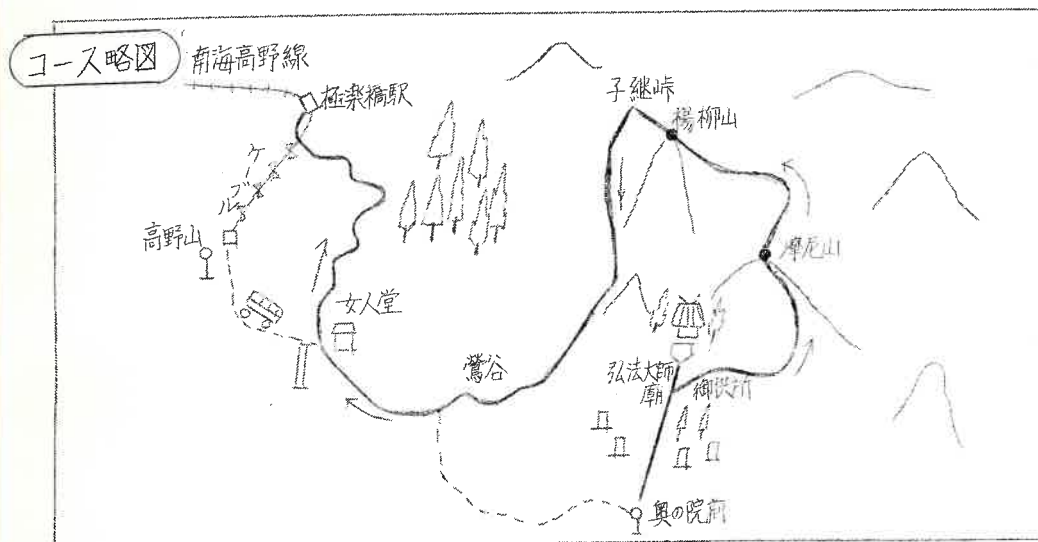 コース略図
南海高野線
極楽橋駅
ケーブル
高野山
女人堂
鶯谷
子継峠
楊柳山
摩尼山
弘法大師
廟
御供所
奥の院前